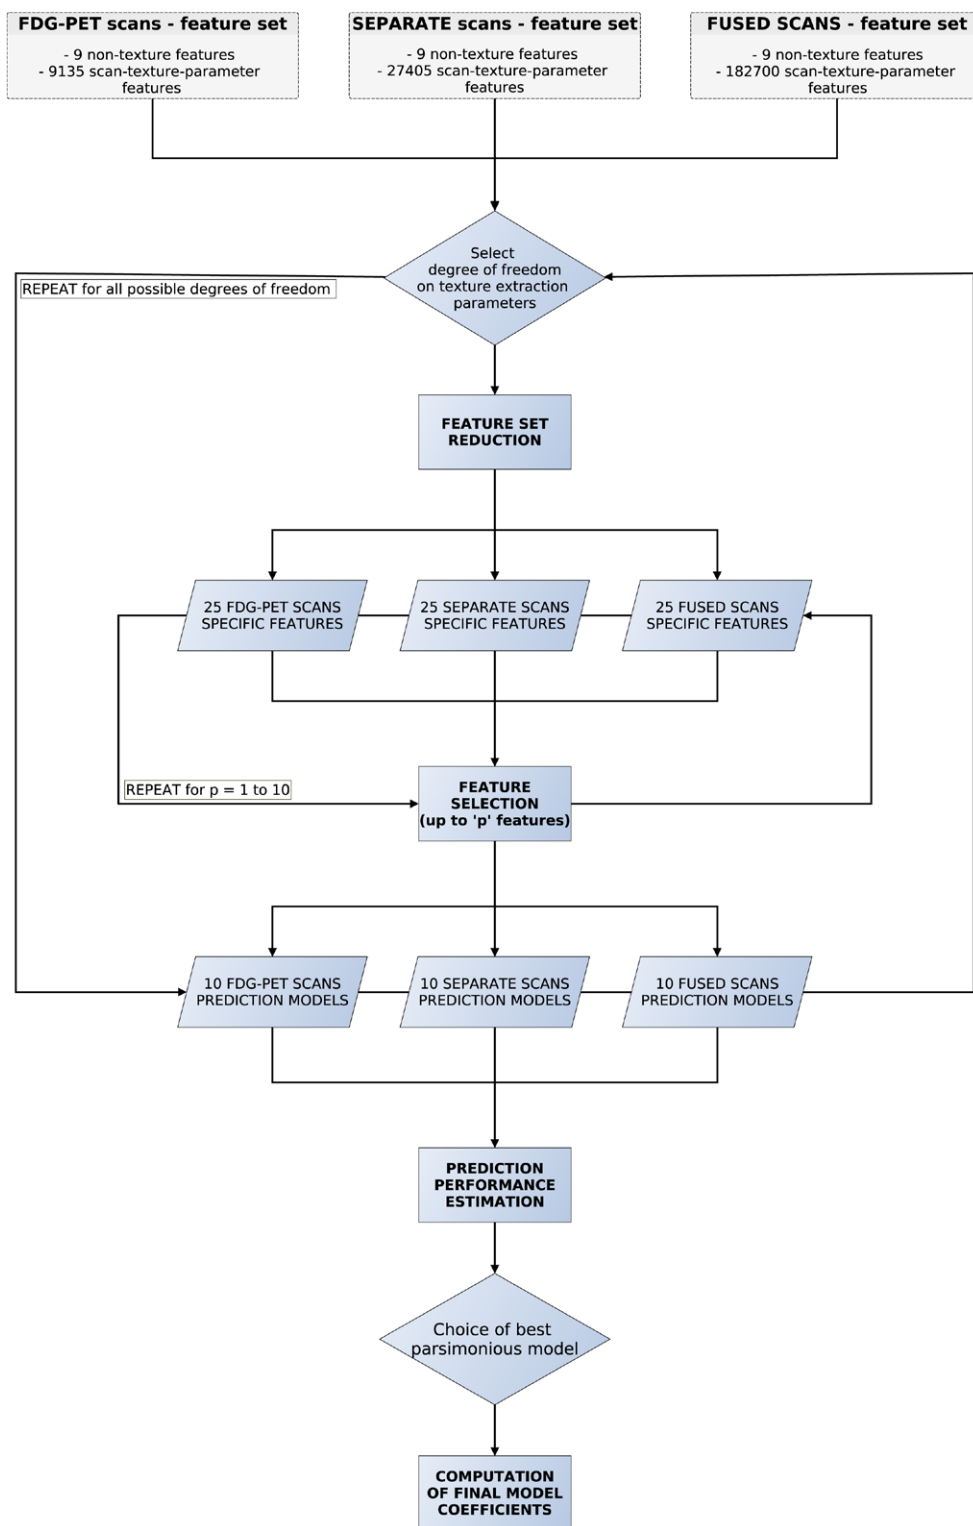 FDG-PET scans - feature set
- 9 non-texture features
- 9135 scan-texture-parameter
features
SEPARATE scans - feature set
- 9 non-texture features
- 27405 scan-texture-parameter
features
FUSED SCANS - feature set
- 9 non-texture features
- 182700 scan-texture-parameter
features
Select
degree of freedom
on texture extraction
parameters
REPEAT for all possible degrees of freedom
FEATURE SET
REDUCTION
25 FDG-PET SCANS
SPECIFIC FEATURES
25 SEPARATE SCANS
SPECIFIC FEATURES
25 FUSED SCANS
SPECIFIC FEATURES
REPEAT for p = 1 to 10
FEATURE
SELECTION
(up to 'p' features)
10 FDG-PET SCANS
PREDICTION MODELS
10 SEPARATE SCANS
PREDICTION MODELS
10 FUSED SCANS
PREDICTION MODELS
PREDICTION
PERFORMANCE
ESTIMATION
Choice of best
parsimonious model
COMPUTATION
OF FINAL MODEL
COEFFICIENTS